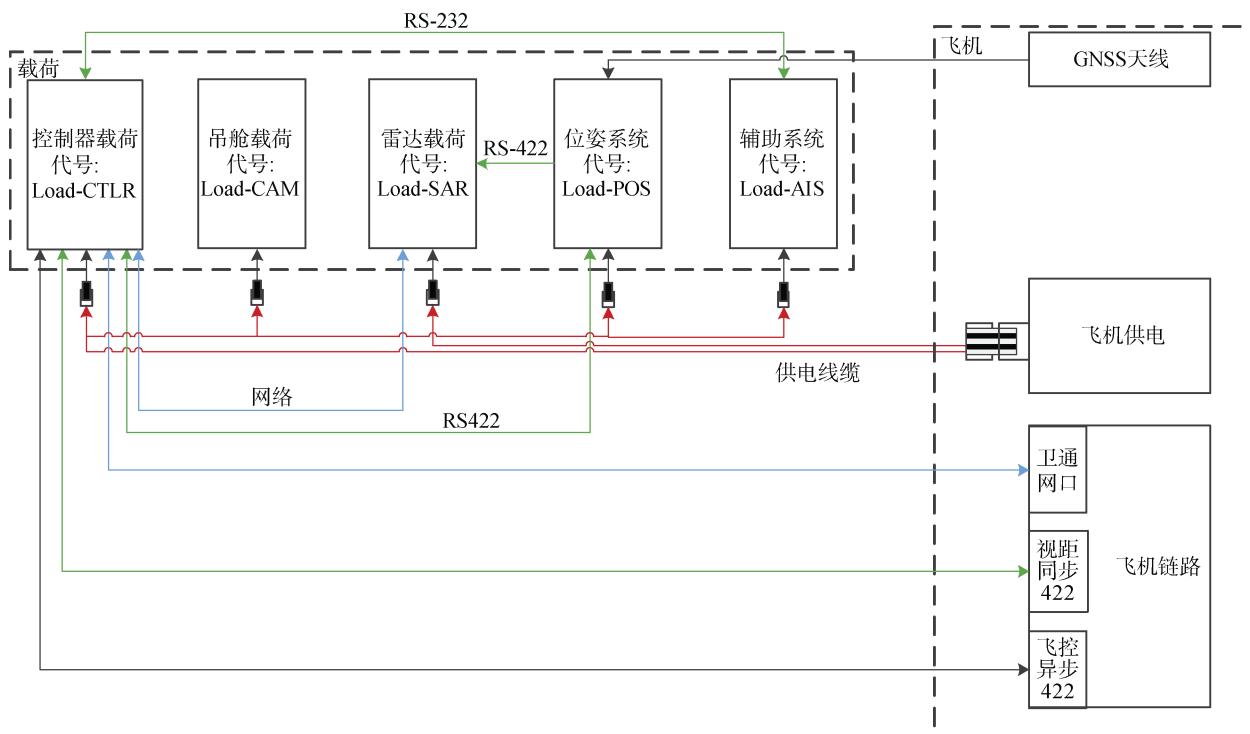 RS-232
飞机
GNSS天线
载荷
控制器载荷
代号:
Load-CTLR
吊舱载荷
代号:
Load-CAM
雷达载荷
代号:
Load-SAR
RS-422
位姿系统
代号:
Load-POS
辅助系统
代号:
Load-AIS
飞机供电
供电线缆
网络
RS422
卫通
网口
视距
同步
422
飞机链路
飞控
异步
422